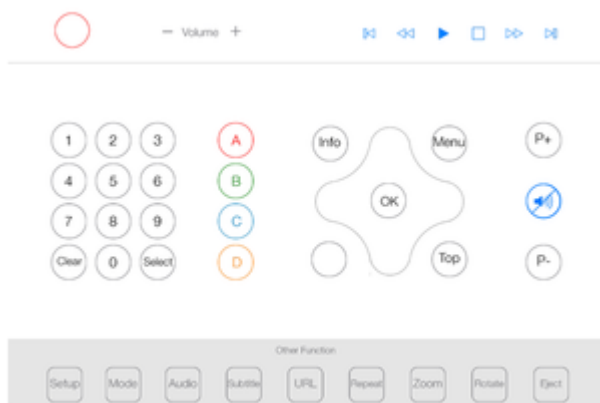 − Volume +
1 2 3 A Info Menu P+
4 5 6 B OK
7 8 9 C
Clear 0 Select D Top P-
Other Function
Setup Mode Audio Subtitle URL Repeat Zoom Rotate Eject